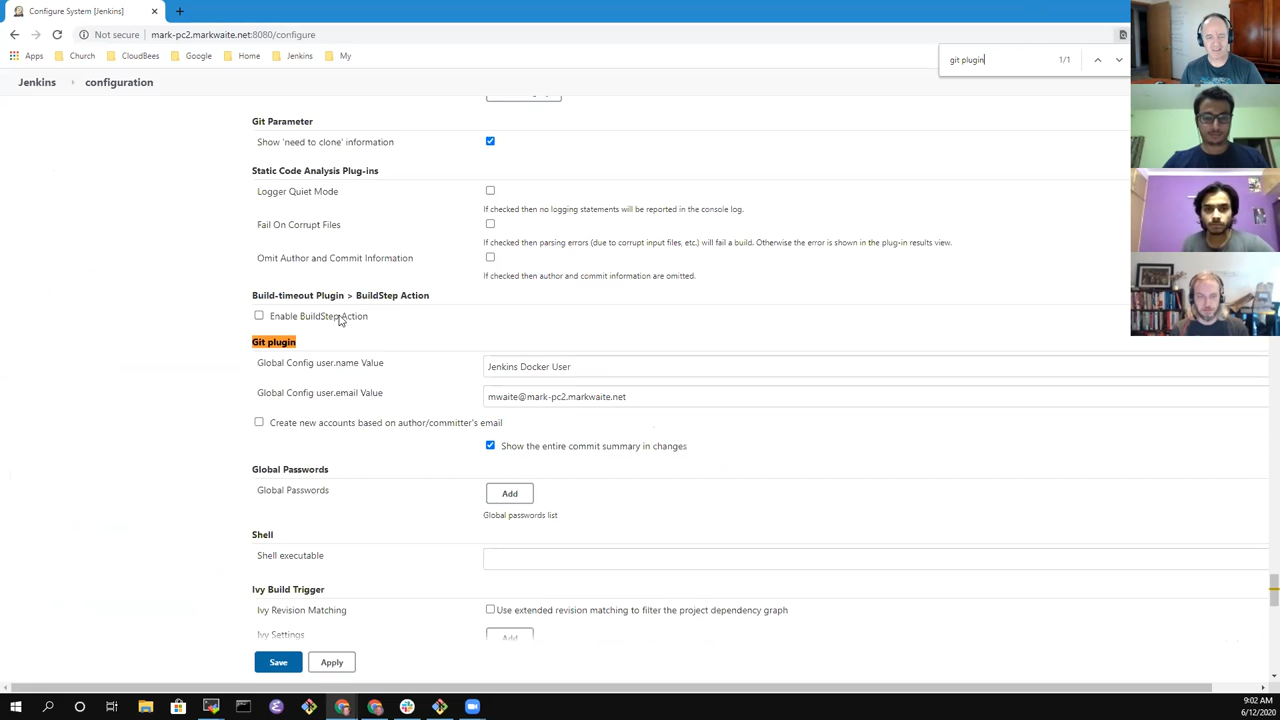 Configure System [Jenkins]
Not secure
mark-pc2.markwaite.net:8080/configure
Apps
Church
CloudBees
Google
Home
Jenkins
My
git plugin
1/1
Jenkins
configuration
Git Parameter
Show 'need to clone' information
Static Code Analysis Plug-ins
Logger Quiet Mode
If checked then no logging statements will be reported in the console log.
Fail On Corrupt Files
If checked then parsing errors (due to corrupt input files, etc.) will fail a build. Otherwise the error is shown in the plug-in results view.
Omit Author and Commit Information
If checked then author and commit information are omitted.
Build-timeout Plugin > BuildStep Action
Enable BuildStep Action
Git plugin
Global Config user.name Value
Jenkins Docker User
Global Config user.email Value
mwaite@mark-pc2.markwaite.net
Create new accounts based on author/committer's email
Show the entire commit summary in changes
Global Passwords
Global Passwords
Add
Global passwords list
Shell
Shell executable
Ivy Build Trigger
Ivy Revision Matching
Use extended revision matching to filter the project dependency graph
Ivy Settings
Add
Save
Apply
9:02 AM
6/12/2020